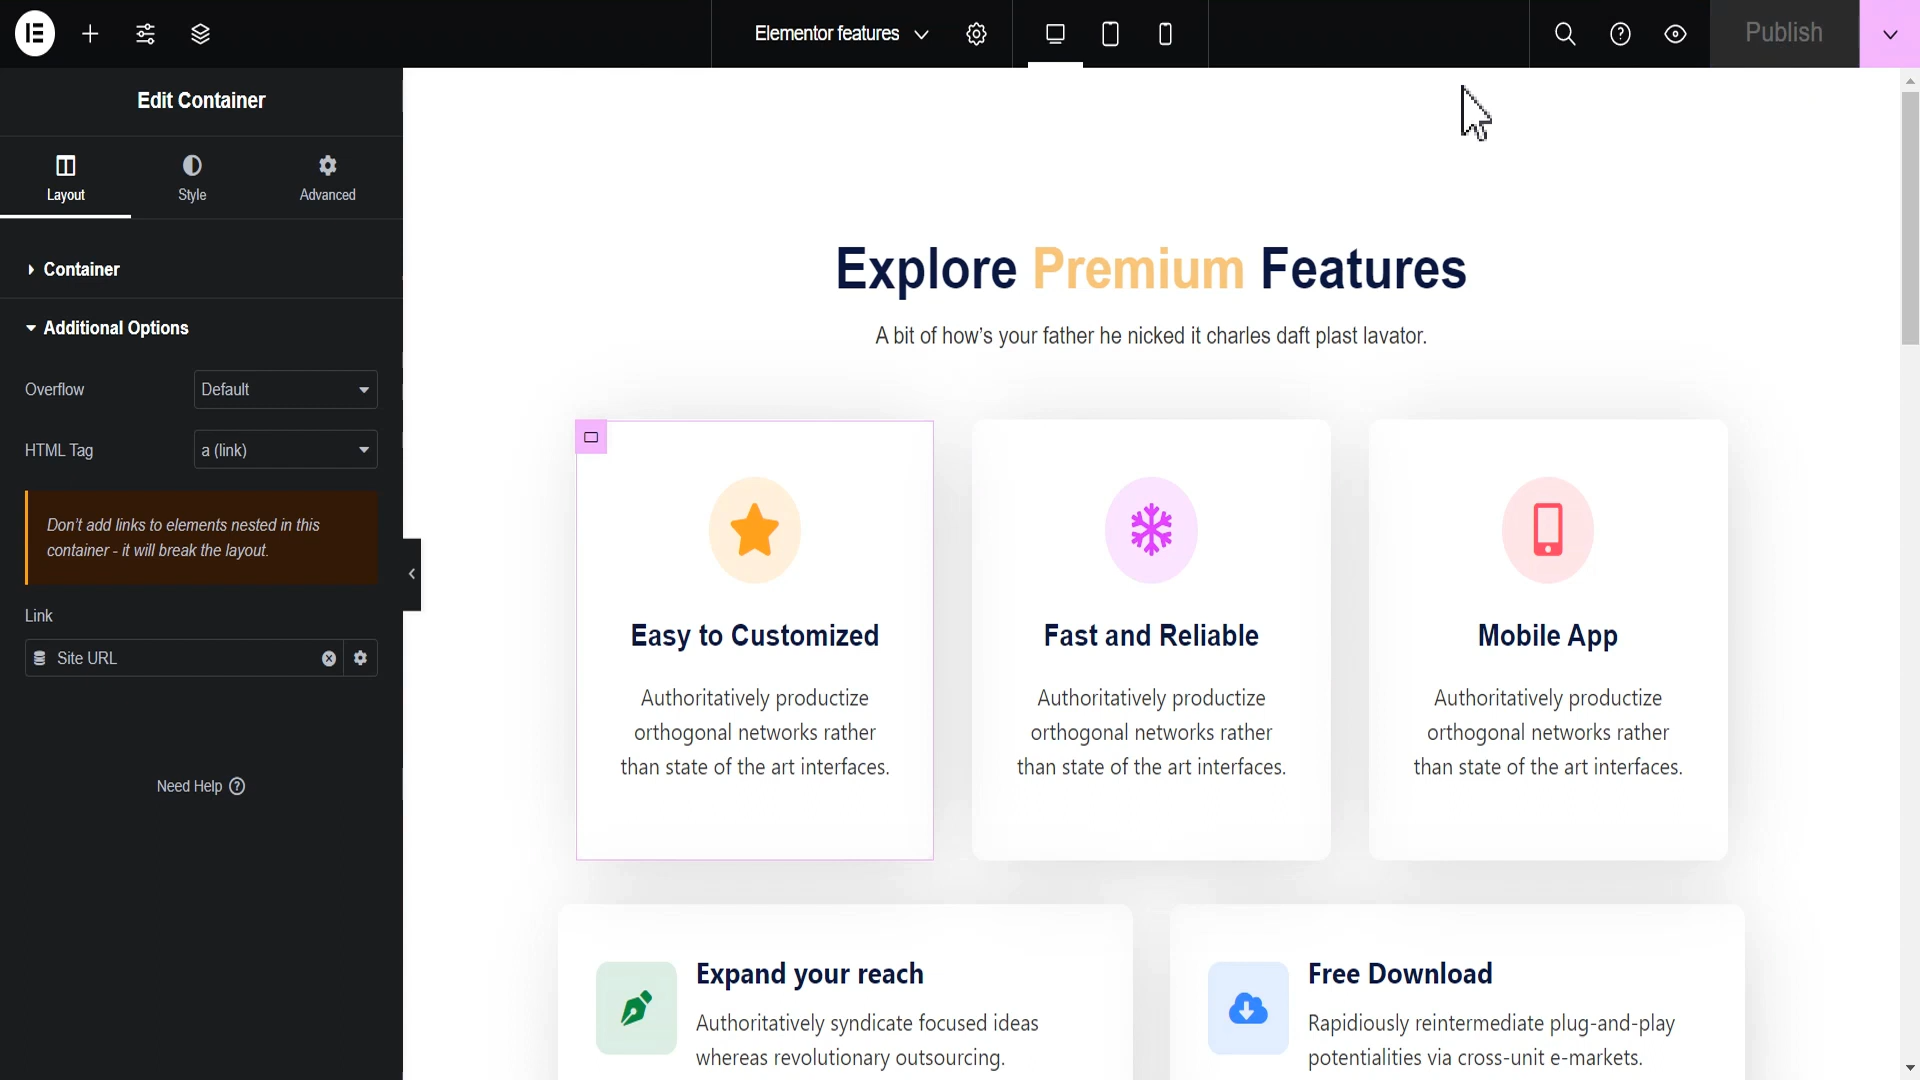 Elementor features
Publish
Edit Container
Layout
Style
Advanced
Container
Additional Options
Overflow
Default
HTML Tag
a (link)
Don't add links to elements nested in this
container - it will break the layout.
Link
Site URL
Need Help
Explore Premium Features
A bit of how's your father he nicked it charles daft plast lavator.
Easy to Customized
Authoritatively productize
orthogonal networks rather
than state of the art interfaces.
Fast and Reliable
Authoritatively productize
orthogonal networks rather
than state of the art interfaces.
Mobile App
Authoritatively productize
orthogonal networks rather
than state of the art interfaces.
Expand your reach
Authoritatively syndicate focused ideas
whereas revolutionary outsourcing.
Free Download
Rapidiously reintermediate plug-and-play
potentialities via cross-unit e-markets.